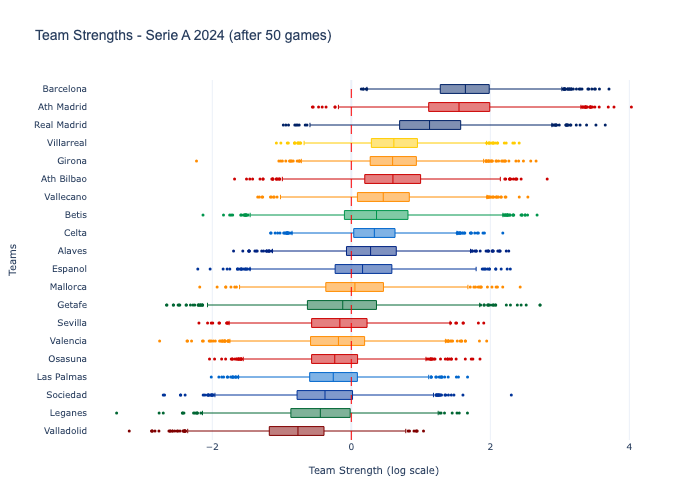 Team Strengths - Serie A 2024 (after 50 games)
Barcelona
Ath Madrid
Real Madrid
Villarreal
Girona
Ath Bilbao
Vallecano
Betis
Celta
Alaves
Espanol
Mallorca
Getafe
Sevilla
Valencia
Osasuna
Las Palmas
Sociedad
Leganes
Valladolid
Teams
−2
0
2
4
Team Strength (log scale)